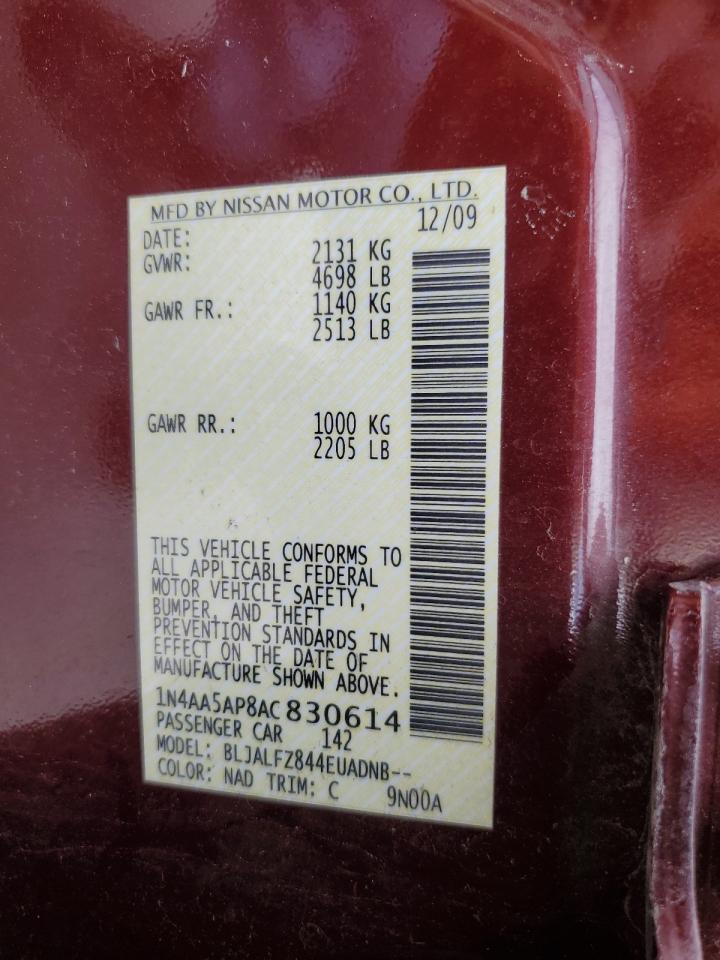 MFD BY NISSAN MOTOR CO., LTD.
DATE: 12/09
GVWR: 2131 KG
4698 LB
GAWR FR.: 1140 KG
2513 LB
GAWR RR.: 1000 KG
2205 LB
THIS VEHICLE CONFORMS TO
ALL APPLICABLE FEDERAL
MOTOR VEHICLE SAFETY,
BUMPER, AND THEFT
PREVENTION STANDARDS IN
EFFECT ON THE DATE OF
MANUFACTURE SHOWN ABOVE.
1N4AA5AP8AC830614
PASSENGER CAR 142
MODEL: BLJALFZ844EUADNB--
COLOR: NAD TRIM: C 9N00A